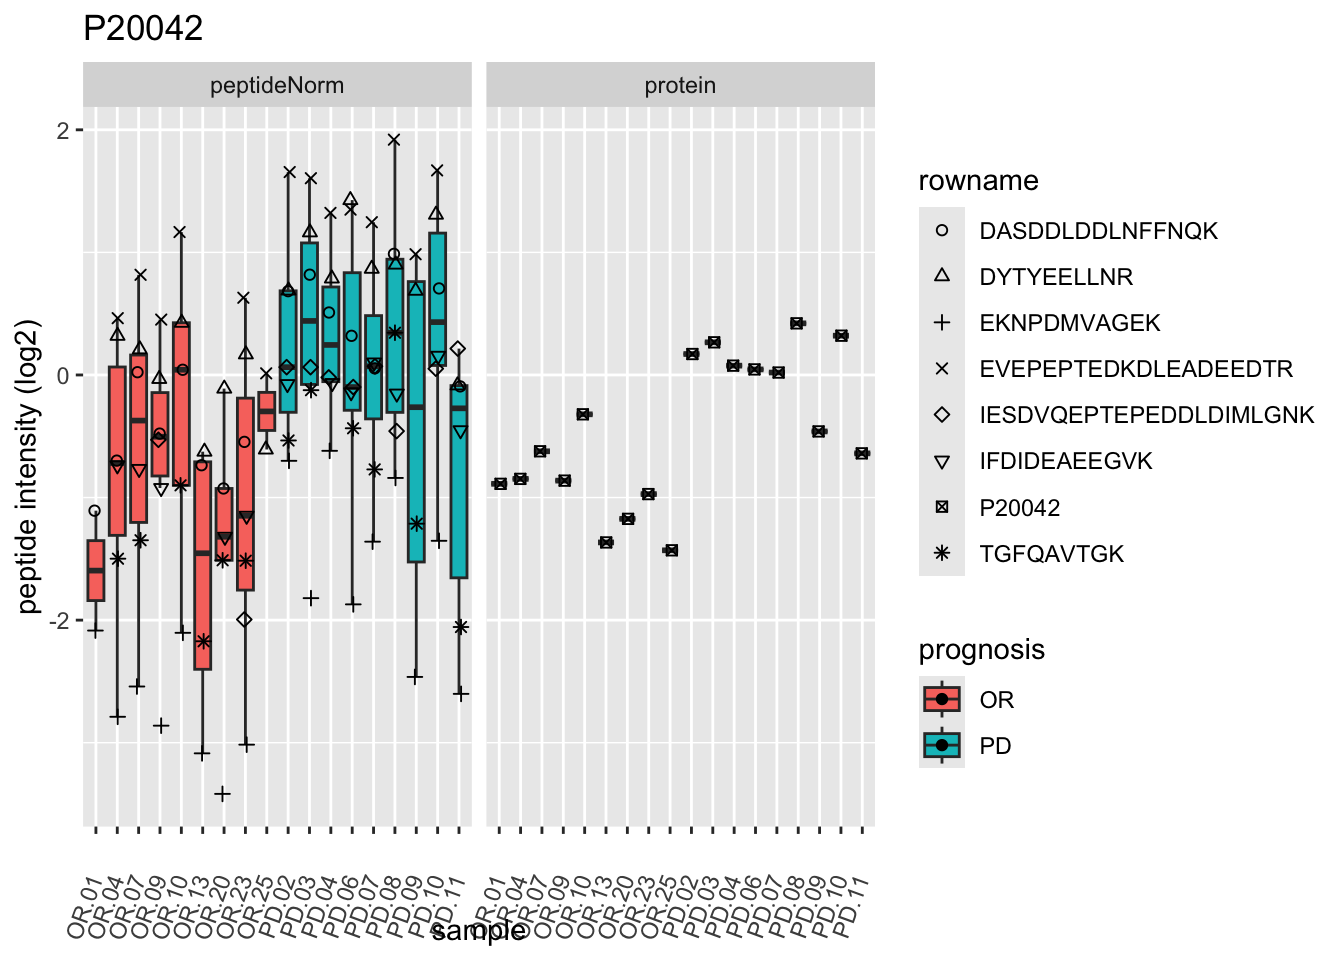 P20042
peptideNorm
protein
2
0
-2
peptide intensity (log2)
OR.01
OR.04
OR.07
OR.09
OR.10
OR.13
OR.20
OR.23
OR.25
PD.02
PD.03
PD.04
PD.06
PD.07
PD.08
PD.09
PD.10
PD.11
OR.01
OR.04
OR.07
OR.09
OR.10
OR.13
OR.20
OR.23
OR.25
PD.02
PD.03
PD.04
PD.06
PD.07
PD.08
PD.09
PD.10
PD.11
sample
rowname
DASDDLDDLNFFNQK
DYTYEELLNR
EKNPDMVAGEK
EVEPEPTEDKDLEADEEDTR
IESDVQEPTEPEDDLDIMLGNK
IFDIDEAEEGVK
P20042
TGFQAVTGK
prognosis
OR
PD